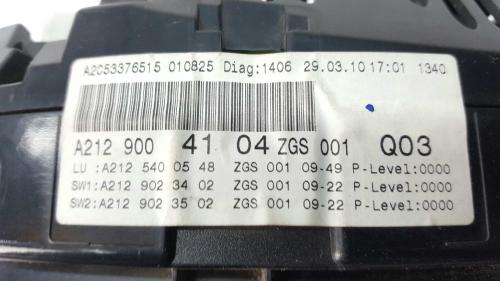 A2C53376515 010825 Diag:1406 29.03.10 17:01 1340
A212 900 41 04 ZGS 001 Q03
LU : A212 540 05 48 ZGS 001 09-49 P-Level:0000
SW1: A212 902 34 02 ZGS 001 09-22 P-Level:0000
SW2: A212 902 35 02 ZGS 001 09-22 P-Level:0000